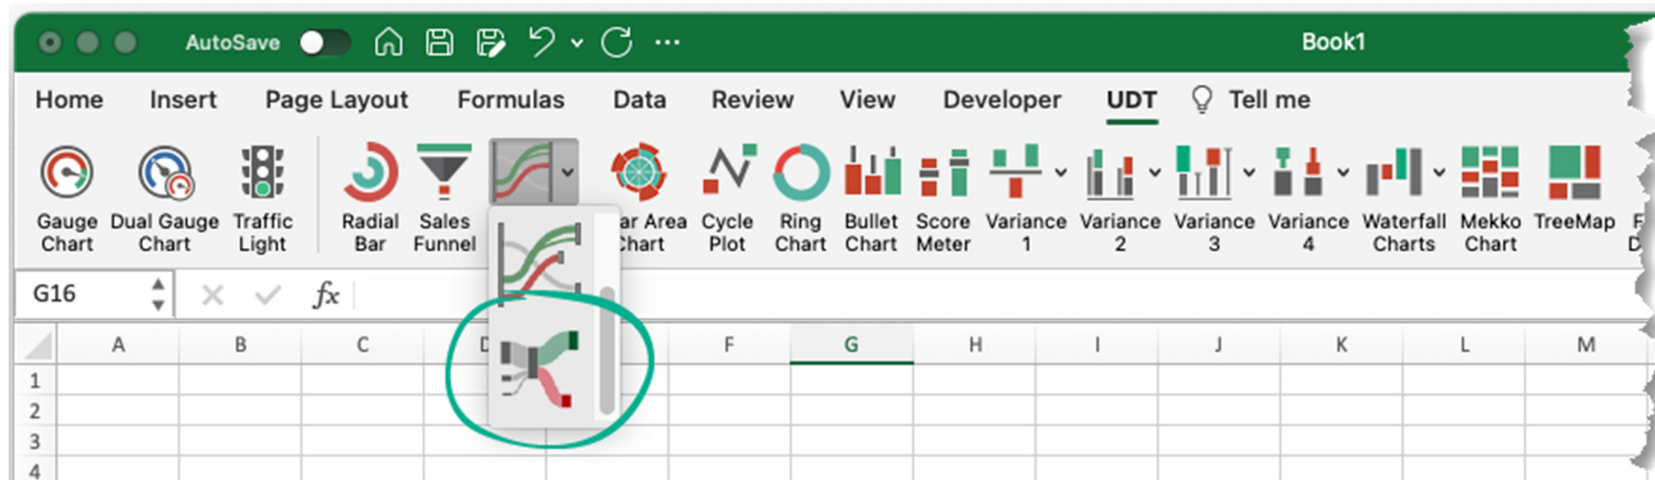 AutoSave
Book1
Home Insert Page Layout Formulas Data Review View Developer UDT Tell me
Gauge Dual Gauge Traffic Radial Sales ar Area Cycle Ring Bullet Score Variance Variance Variance Variance Waterfall Mekko TreeMap F
Chart Chart Light Bar Funnel Chart Plot Chart Chart Meter 1 2 3 4 Charts Chart D
G16 fx
A B C D F G H I J K L M
1
2
3
4